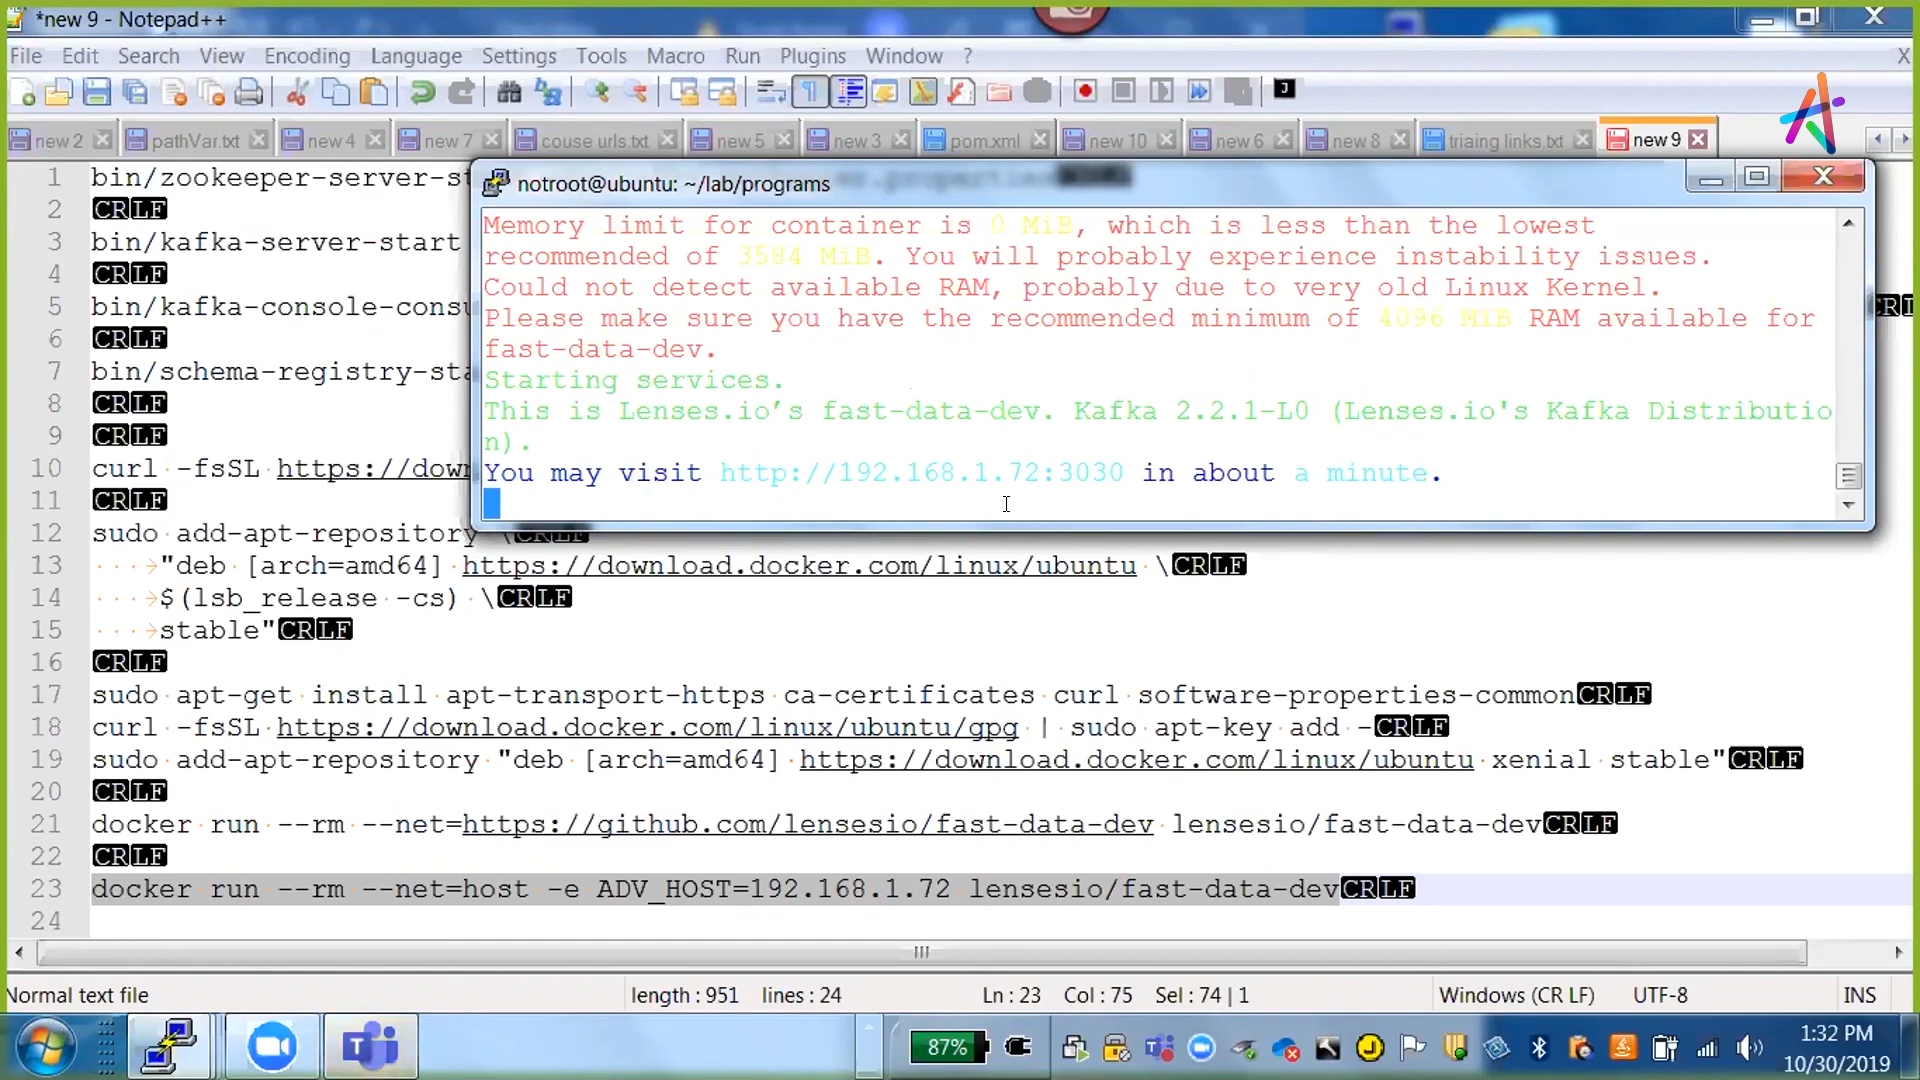 *new 9 - Notepad++
File Edit Search View Encoding Language Settings Tools Macro Run Plugins Window ? X
new 2 pathVar.txt new 4 new 7 couse urls.txt new 5 new 3 pom.xml new 10 new 6 new 8 triaing links.txt new 9
notroot@ubuntu: ~/lab/programs
Memory limit for container is 0 MiB, which is less than the lowest
recommended of 3584 MiB. You will probably experience instability issues.
Could not detect available RAM, probably due to very old Linux Kernel.
Please make sure you have the recommended minimum of 4096 MiB RAM available for
fast-data-dev.
Starting services.
This is Lenses.io’s fast-data-dev. Kafka 2.2.1-L0 (Lenses.io's Kafka Distributio
n).
You may visit http://192.168.1.72:3030 in about a minute.
1 bin/zookeeper-server-st
2 CRLF
3 bin/kafka-server-start
4 CRLF
5 bin/kafka-console-consu
6 CRLF
7 bin/schema-registry-sta
8 CRLF
9 CRLF
10 curl -fsSL https://dow
11 CRLF
12 sudo add-apt-repository \CRLF
13 "deb [arch=amd64] https://download.docker.com/linux/ubuntu \CRLF
14 $(lsb_release -cs) \CRLF
15 stable"CRLF
16 CRLF
17 sudo apt-get install apt-transport-https ca-certificates curl software-properties-commonCRLF
18 curl -fsSL https://download.docker.com/linux/ubuntu/gpg | sudo apt-key add -CRLF
19 sudo add-apt-repository "deb [arch=amd64] https://download.docker.com/linux/ubuntu xenial stable"CRLF
20 CRLF
21 docker run --rm --net=https://github.com/lensesio/fast-data-dev lensesio/fast-data-devCRLF
22 CRLF
23 docker run --rm --net=host -e ADV_HOST=192.168.1.72 lensesio/fast-data-devCRLF
24
Normal text file length : 951 lines : 24 Ln : 23 Col : 75 Sel : 74 | 1 Windows (CR LF) UTF-8 INS
87% 1:32 PM
10/30/2019